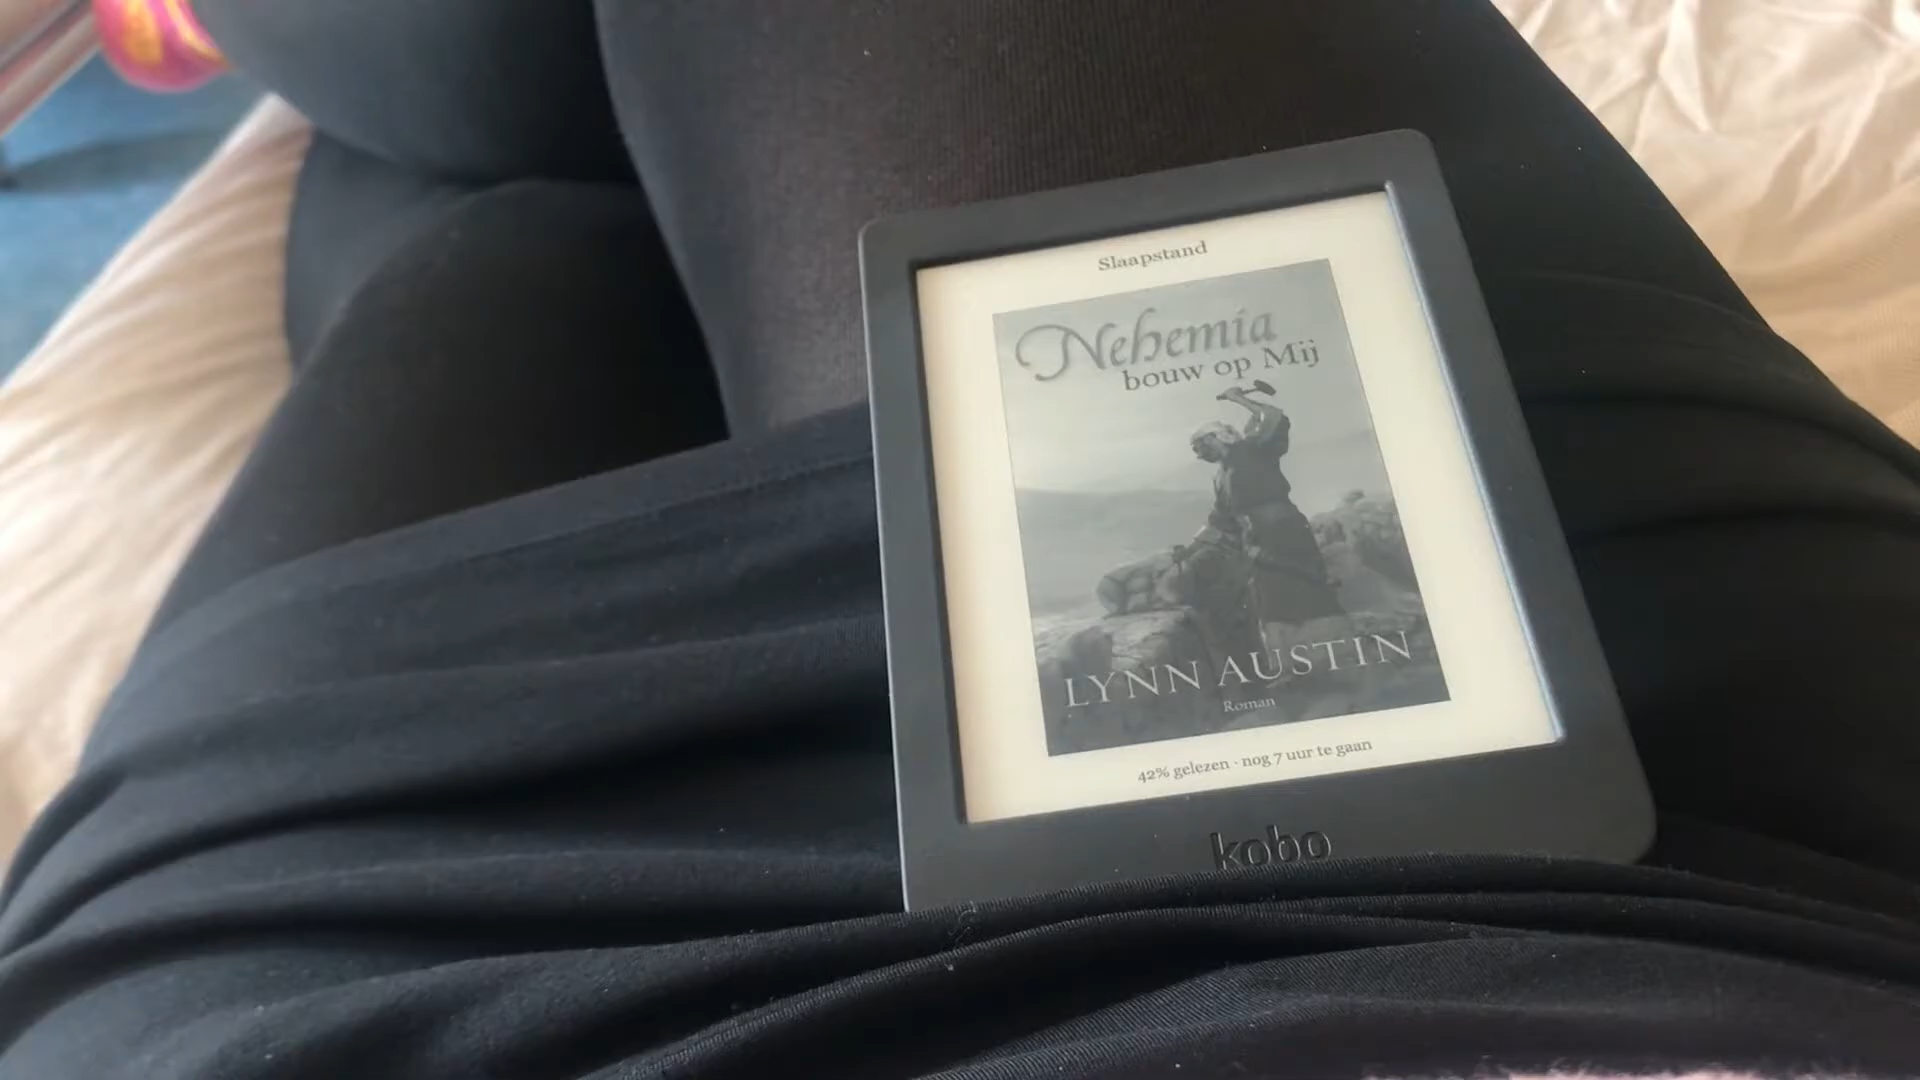 Slaapstand
Nehemia
bouw op Mij
LYNN AUSTIN
Roman
42% gelezen · nog 7 uur te gaan
kobo